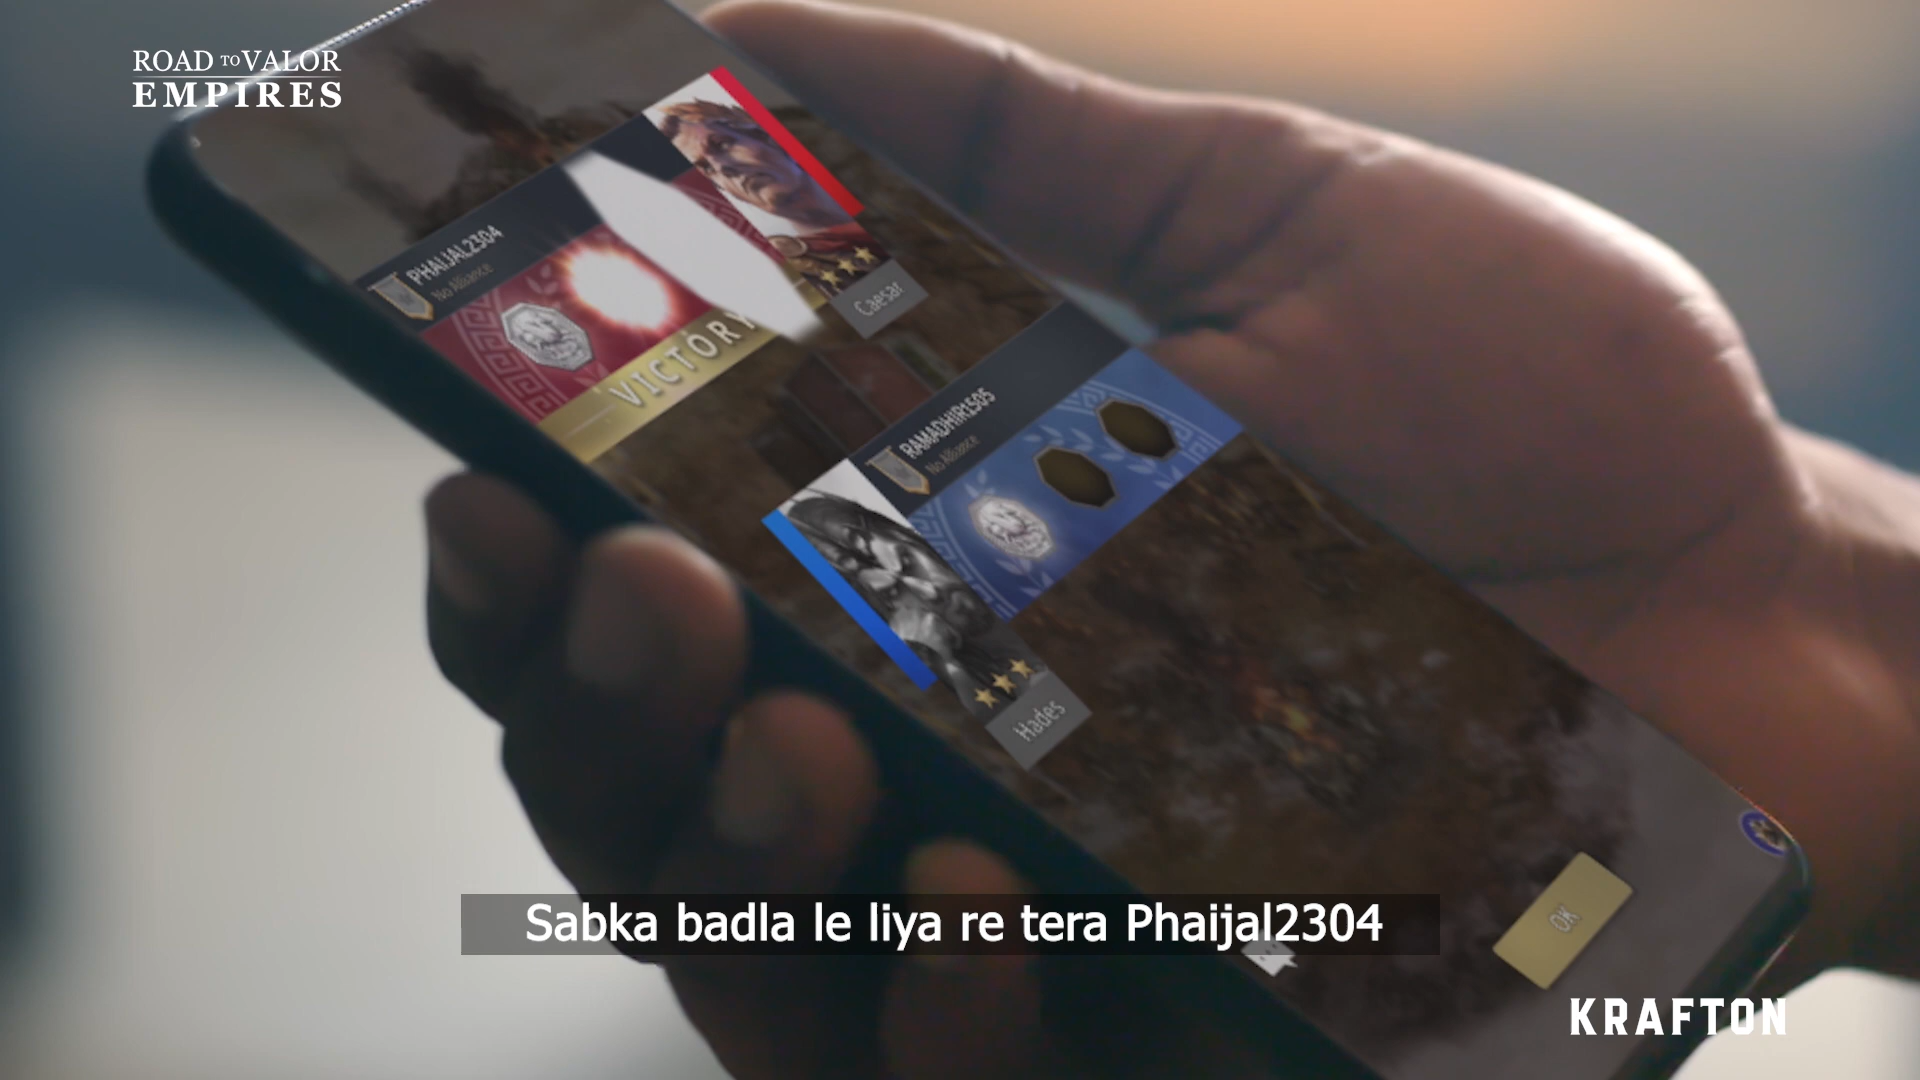 ROAD TO VALOR
EMPIRES
PHAIJAL2304
No Alliance
VICTORY
Caesar
RAMADHIR1505
No Alliance
Hades
OK
Sabka badla le liya re tera Phaijal2304
KRAFTON